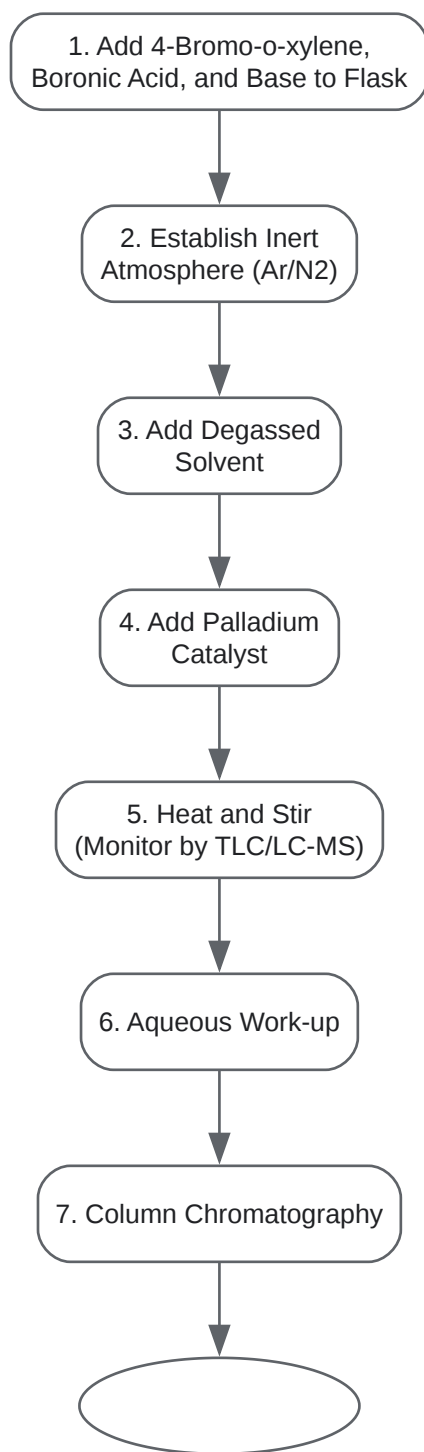 1. Add 4-Bromo-o-xylene,
Boronic Acid, and Base to Flask
2. Establish Inert
Atmosphere (Ar/N2)
3. Add Degassed
Solvent
4. Add Palladium
Catalyst
5. Heat and Stir
(Monitor by TLC/LC-MS)
6. Aqueous Work-up
7. Column Chromatography